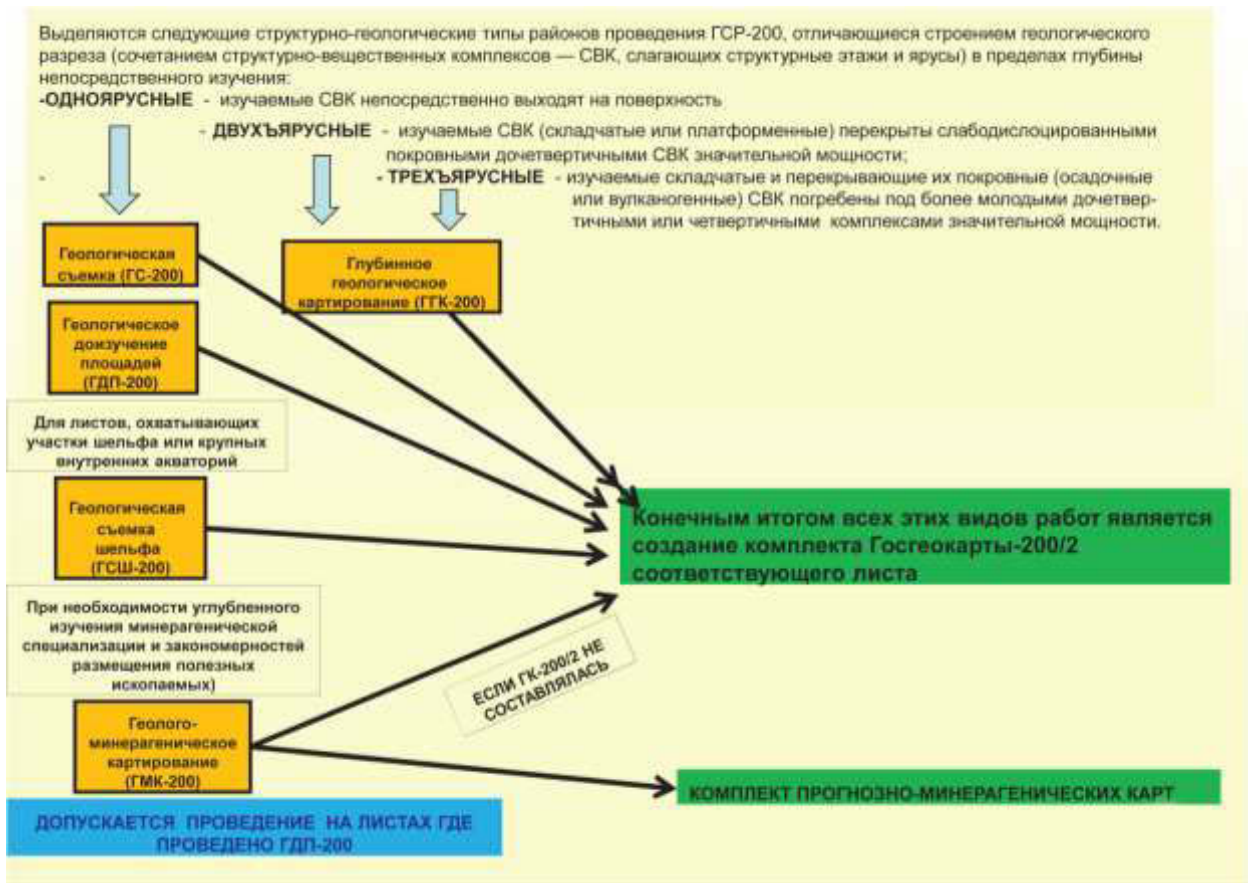 Выделяются следующие структурно-геологические типы районов проведения ГСР-200, отличающиеся строением геологического
разреза (сочетанием структурно-вещественных комплексов — СВК, слагающих структурные этажи и ярусы) в пределах глубины
непосредственного изучения:
-ОДНОЯРУСНЫЕ - изучаемые СВК непосредственно выходят на поверхность
- ДВУХЪЯРУСНЫЕ - изучаемые СВК (складчатые или платформенные) перекрыты слабодислоцированными
покровными дочетвертичными СВК значительной мощности;
-
- ТРЕХЪЯРУСНЫЕ - изучаемые складчатые и перекрывающие их покровные (осадочные
или вулканогенные) СВК погребены под более молодыми дочетвер-
тичными или четвертичными комплексами значительной мощности.
Геологическая
съемка (ГС-200)
Глубинное
геологическое
картирование (ГГК-200)
Геологическое
доизучение
площадей
(ГДП-200)
Для листов, охватывающих
участки шельфа или крупных
внутренних акваторий
Геологическая
съемка
шельфа
(ГСШ-200)
Конечным итогом всех этих видов работ является
создание комплекта Госгеокарты-200/2
соответствующего листа
При необходимости углубленного
изучения минерагенической
специализации и закономерностей
размещения полезных
ископаемых)
ЕСЛИ ГК-200/2 НЕ
СОСТАВЛЯЛАСЬ
Геолого-
минерагеническое
картирование
(ГМК-200)
КОМПЛЕКТ ПРОГНОЗНО-МИНЕРАГЕНИЧЕСКИХ КАРТ
ДОПУСКАЕТСЯ ПРОВЕДЕНИЕ НА ЛИСТАХ ГДЕ
ПРОВЕДЕНО ГДП-200